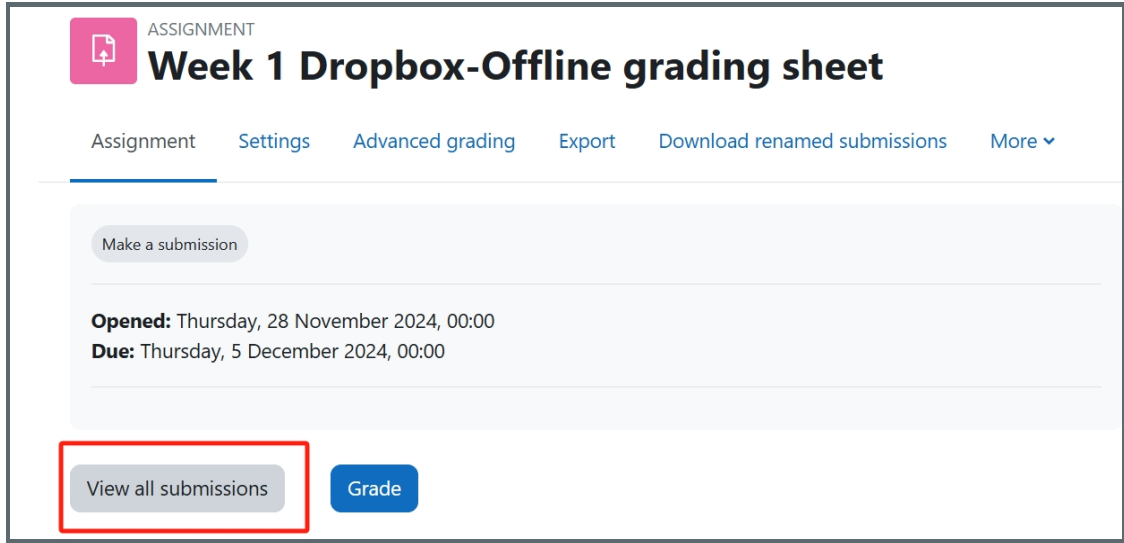 ASSIGNMENT
Week 1 Dropbox-Offline grading sheet
Assignment Settings Advanced grading Export Download renamed submissions More
Make a submission
Opened: Thursday, 28 November 2024, 00:00
Due: Thursday, 5 December 2024, 00:00
View all submissions Grade